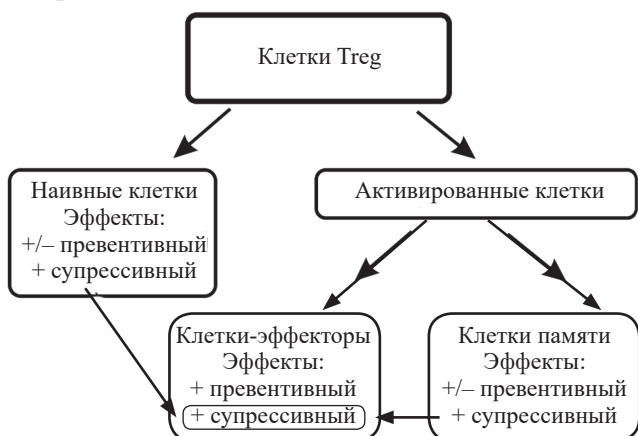 Клетки Treg
Наивные клетки
Эффекты:
+/– превентивный
+ супрессивный
Активированные клетки
Клетки-эффекторы
Эффекты:
+ превентивный
+ супрессивный
Клетки памяти
Эффекты:
+/– превентивный
+ супрессивный